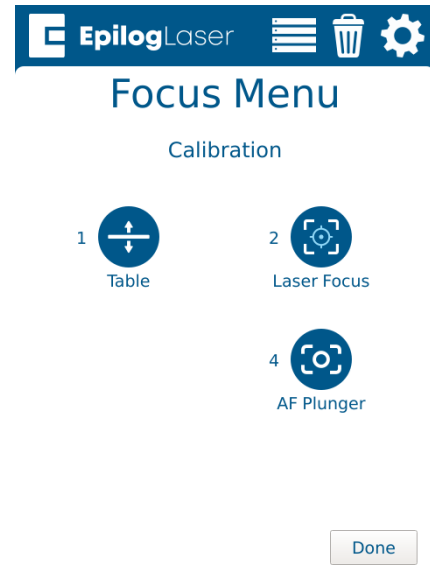 EpilogLaser
Focus Menu
Calibration
1
Table
2
Laser Focus
4
AF Plunger
Done